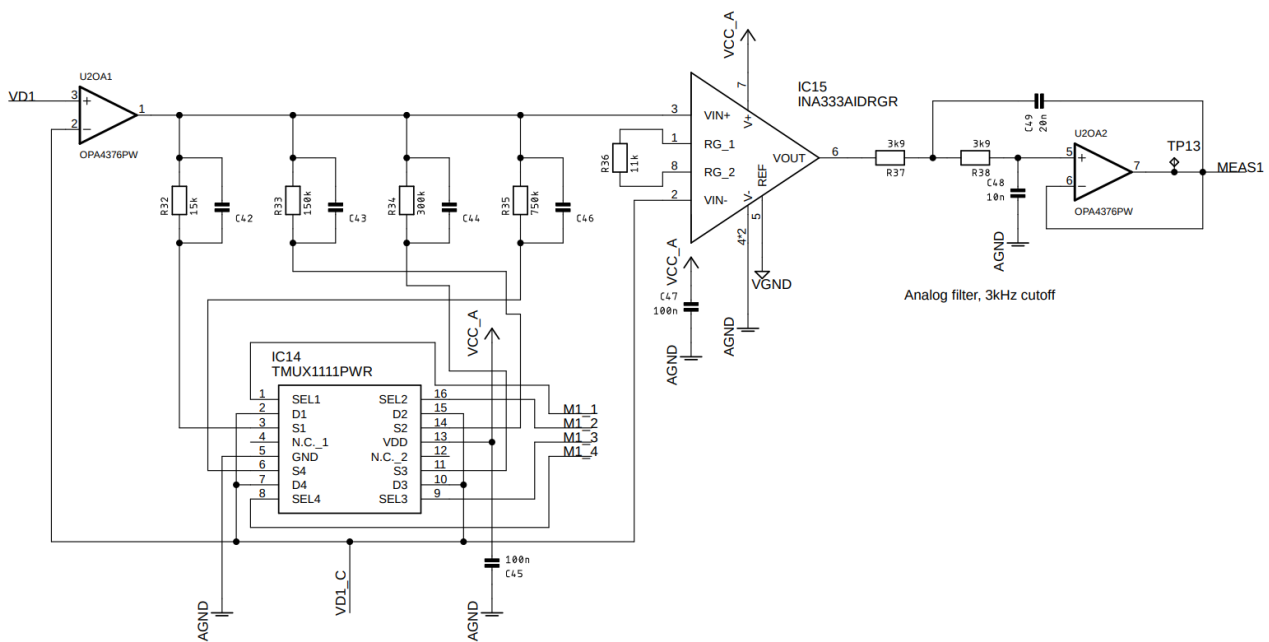 VCC_A
U2OA1
VD1
3
+
1
2
−
OPA4376PW
IC15
INA333AIDRGR
7
V+
3
VIN+
1
RG_1
R36
11k
8
RG_2
2
VIN-
VOUT
6
REF
V-
4*2
5
VGND
AGND
VCC_A
C47
100n
AGND
R32
15k
C42
R33
150k
C43
R34
300k
C44
R35
750k
C46
3k9
R37
3k9
R38
C49
20n
C48
10n
AGND
U2OA2
5
+
6
−
7
OPA4376PW
TP13
MEAS1
Analog filter, 3kHz cutoff
VCC_A
IC14
TMUX1111PWR
1 SEL1 SEL2 16
2 D1 D2 15
3 S1 S2 14
4 N.C._1 VDD 13
5 GND N.C._2 12
6 S4 S3 11
7 D4 D3 10
8 SEL4 SEL3 9
M1_1
M1_2
M1_3
M1_4
100n
C45
AGND
VD1_C
AGND